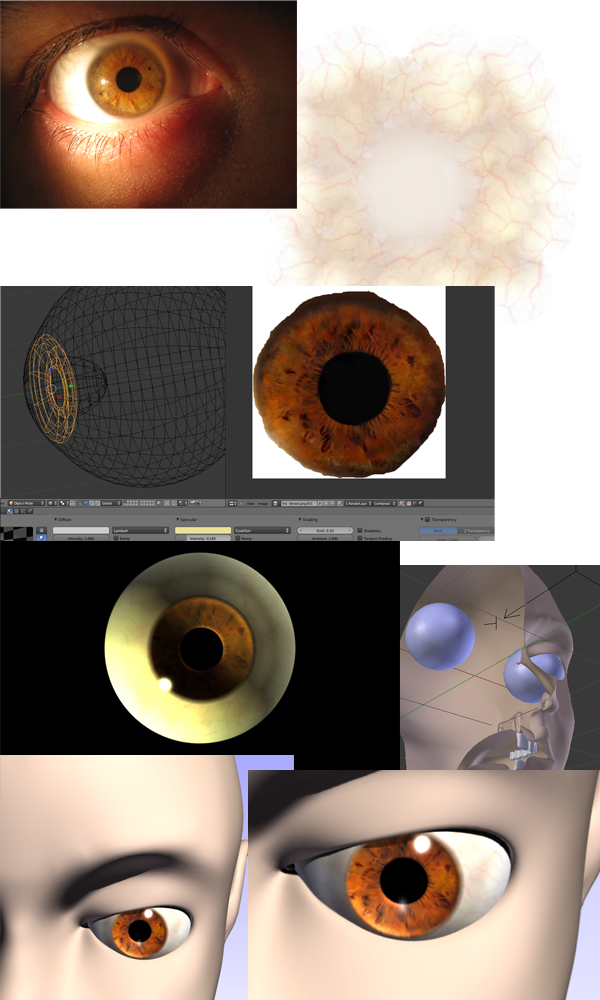 Object Mode
Global
View
Image
Combined
Diffuse
Specular
Shading
Transparency
Lambert
CookTorr
Emit: 0.10
Shadeless
Intensity: 1.000
Ramp
Intensity: 0.165
Ramp
Ambient: 1.000
Tangent Shading